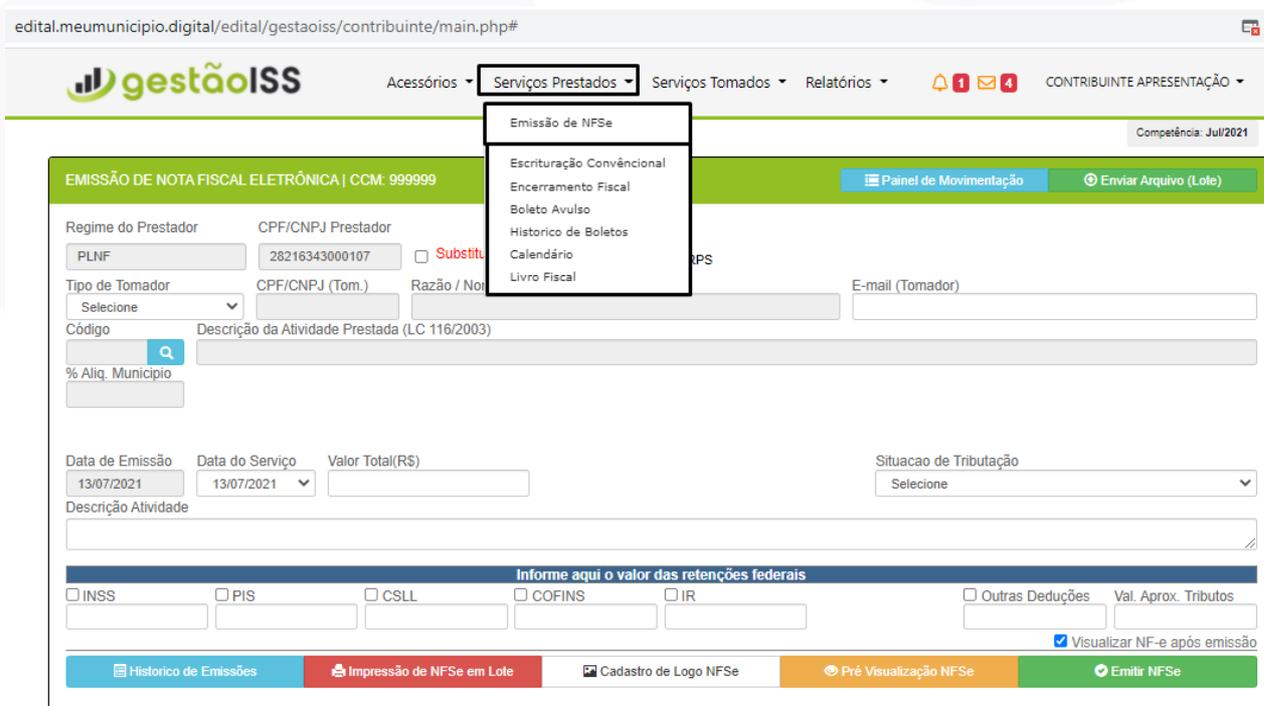 edital.meumunicipio.digital/edital/gestaoiss/contribuinte/main.php#
gestãoISS
Acessórios Serviços Prestados Serviços Tomados Relatórios 1 4 CONTRIBUINTE APRESENTAÇÃO
Competência: Jul/2021
Emissão de NFSe
Escrituração Convêncional
Encerramento Fiscal
Boleto Avulso
Historico de Boletos
Calendário
Livro Fiscal
EMISSÃO DE NOTA FISCAL ELETRÔNICA | CCM: 999999 Painel de Movimentação Enviar Arquivo (Lote)
Regime do Prestador CPF/CNPJ Prestador
PLNF 28216343000107 Substitu RPS
Tipo de Tomador CPF/CNPJ (Tom.) Razão / Nor E-mail (Tomador)
Selecione
Código Descrição da Atividade Prestada (LC 116/2003)
% Aliq. Municipio
Data de Emissão Data do Serviço Valor Total(R$) Situacao de Tributação
13/07/2021 13/07/2021 Selecione
Descrição Atividade
Informe aqui o valor das retenções federais
INSS PIS CSLL COFINS IR Outras Deduções Val. Aprox. Tributos
Visualizar NF-e após emissão
Historico de Emissões Impressão de NFSe em Lote Cadastro de Logo NFSe Pré Visualização NFSe Emitir NFSe